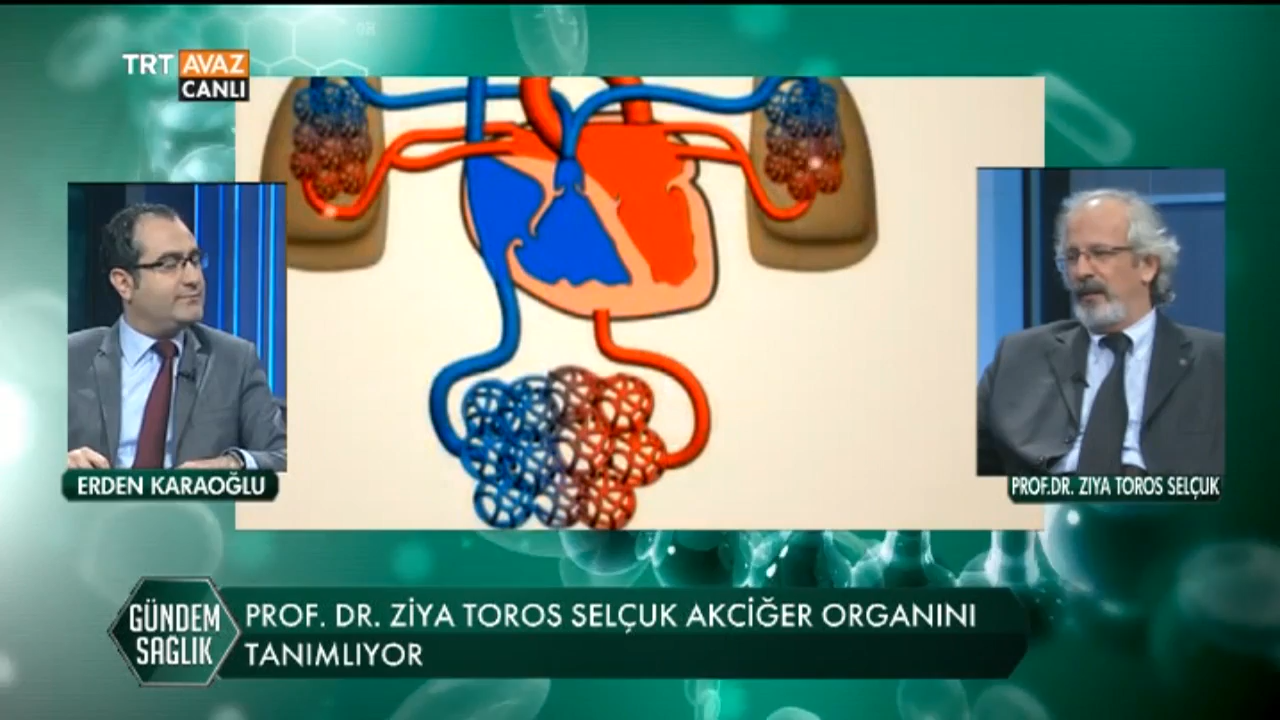 TRT AVAZ
CANLI
ERDEN KARAOĞLU
PROF.DR. ZIYA TOROS SELÇUK
GÜNDEM
SAĞLIK
PROF. DR. ZİYA TOROS SELÇUK AKCİĞER ORGANINI
TANIMLIYOR